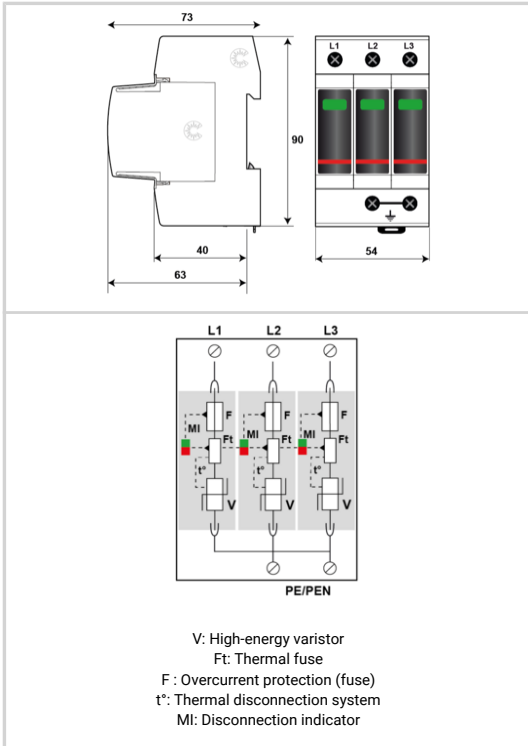 73
L1 L2 L3
C
C
90
40
63
54
L1 L2 L3
F F F
MI MI MI
Ft Ft Ft
t° t° t°
V V V
PE/PEN
V: High-energy varistor
Ft: Thermal fuse
F : Overcurrent protection (fuse)
t°: Thermal disconnection system
MI: Disconnection indicator